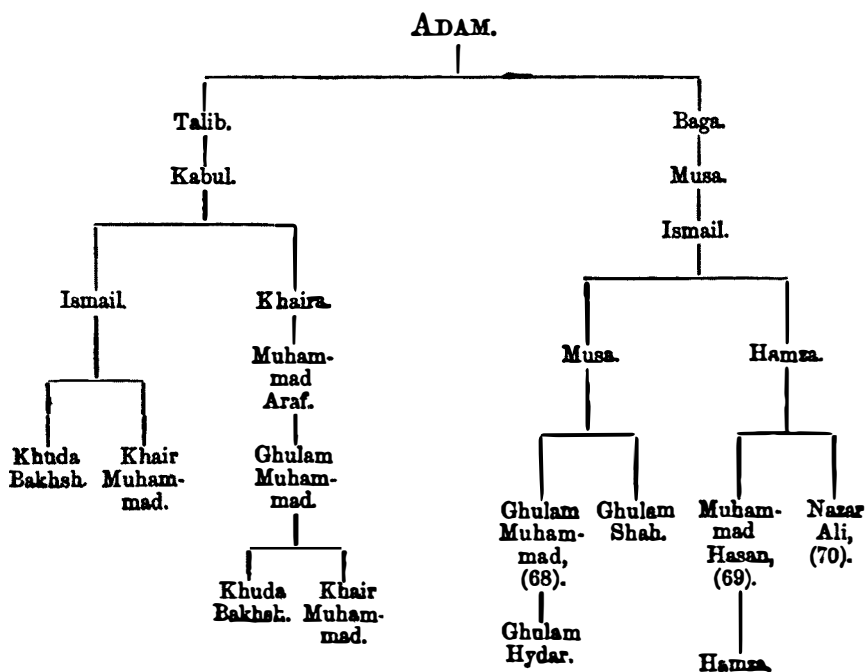 ADAM.
Talib. Baga.
Kabul. Musa.
Ismail.
Ismail. Khaira.
Muham-
mad
Araf.
Musa. Hamza.
Khuda
Bakhsh.
Khair
Muham-
mad.
Ghulam
Muham-
mad.
Ghulam
Muham-
mad,
(68).
Ghulam
Shah.
Muham-
mad
Hasan,
(69).
Nazar
Ali,
(70).
Khuda
Bakhsh.
Khair
Muham-
mad.
Ghulam
Hydar.
Hamza.